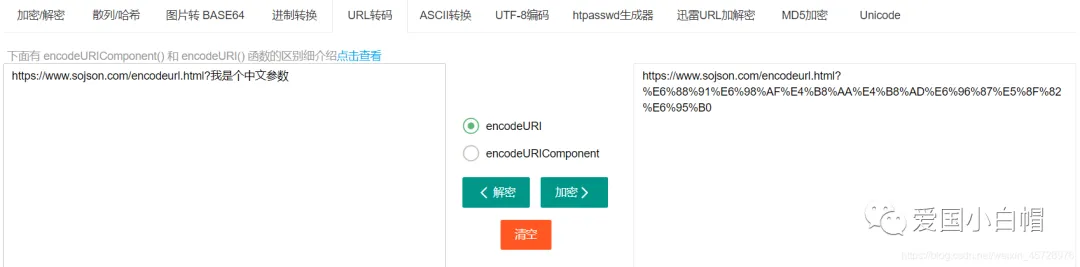 加密/解密 散列/哈希 图片转 BASE64 进制转换 URL转码 ASCII转换 UTF-8编码 htpasswd生成器 迅雷URL加解密 MD5加密 Unicode
下面有 encodeURIComponent() 和 encodeURI() 函数的区别细介绍点击查看
https://www.sojson.com/encodeurl.html?我是个中文参数
encodeURI
encodeURIComponent
解密 加密
清空
https://www.sojson.com/encodeurl.html?
%E6%88%91%E6%98%AF%E4%B8%AA%E4%B8%AD%E6%96%87%E5%8F%82
%E6%95%B0
爱国小白帽